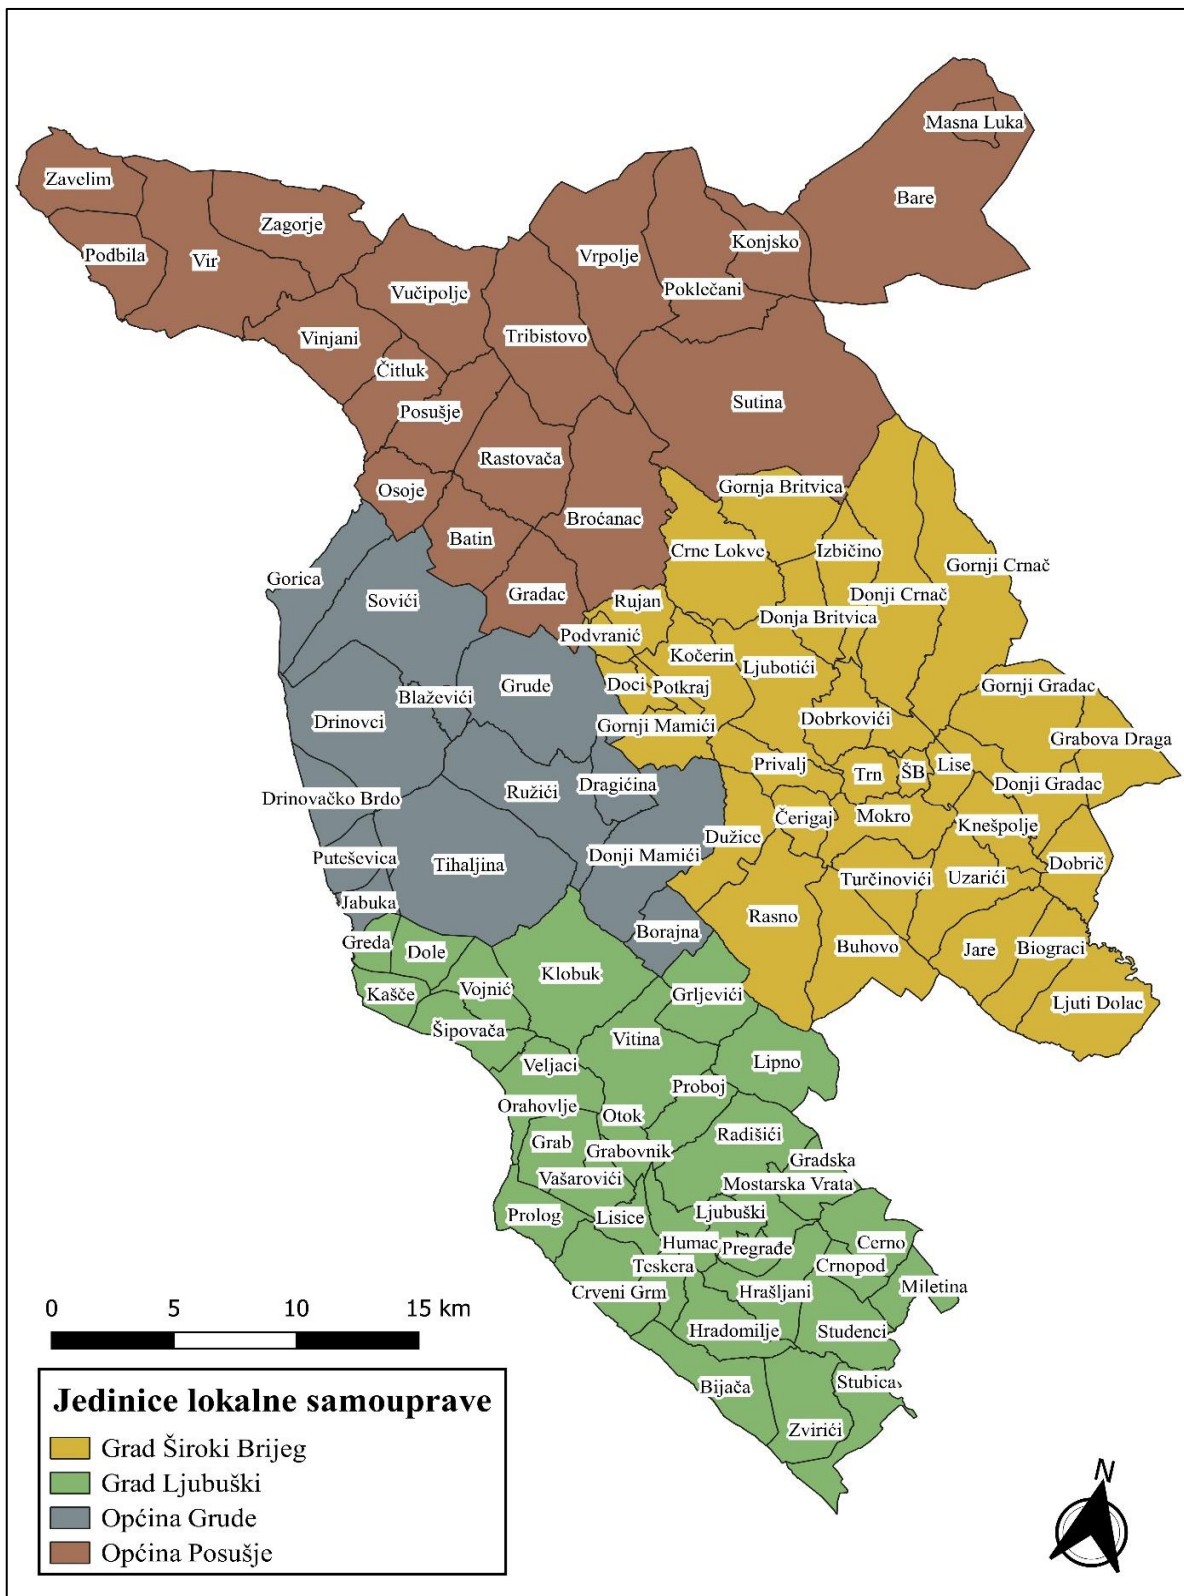 Masna Luka
Zavelim
Bare
Zagorje
Konjsko
Podbila
Vir
Vrpolje
Poklečani
Vučipolje
Vinjani
Tribistovo
Čitluk
Sutina
Posušje
Rastovača
Osoje
Gornja Britvica
Broćanac
Batin
Crne Lokve
Izbičino
Gornji Crnač
Gorica
Sovići
Gradac
Rujan
Donji Crnač
Donja Britvica
Podvranić
Kočerin
Ljubotići
Grude
Doci
Potkraj
Gornji Gradac
Blaževići
Drinovci
Gornji Mamići
Dobrkovići
Grabova Draga
Privalj
Trn
ŠB
Lise
Ružići
Dragićina
Donji Gradac
Drinovačko Brdo
Čerigaj
Mokro
Knešpolje
Dužice
Puteševica
Tihaljina
Donji Mamići
Dobrič
Turčinovići
Uzarići
Jabuka
Rasno
Borajna
Greda
Dole
Buhovo
Jare
Biograci
Klobuk
Kašče
Vojnić
Grljevići
Ljuti Dolac
Šipovača
Vitina
Veljaci
Lipno
Proboj
Orahovlje
Otok
Grab
Grabovnik
Radišići
Gradska
Vašarovići
Mostarska Vrata
Prolog
Lisice
Ljubuški
Humac
Pregrađe
Cerno
Teskera
Crnopod
Crveni Grm
Hrašljani
Miletina
Hradomilje
Studenci
Bijača
Stubica
Zvirići
0 5 10 15 km
Jedinice lokalne samouprave
Grad Široki Brijeg
Grad Ljubuški
Općina Grude
Općina Posušje
N